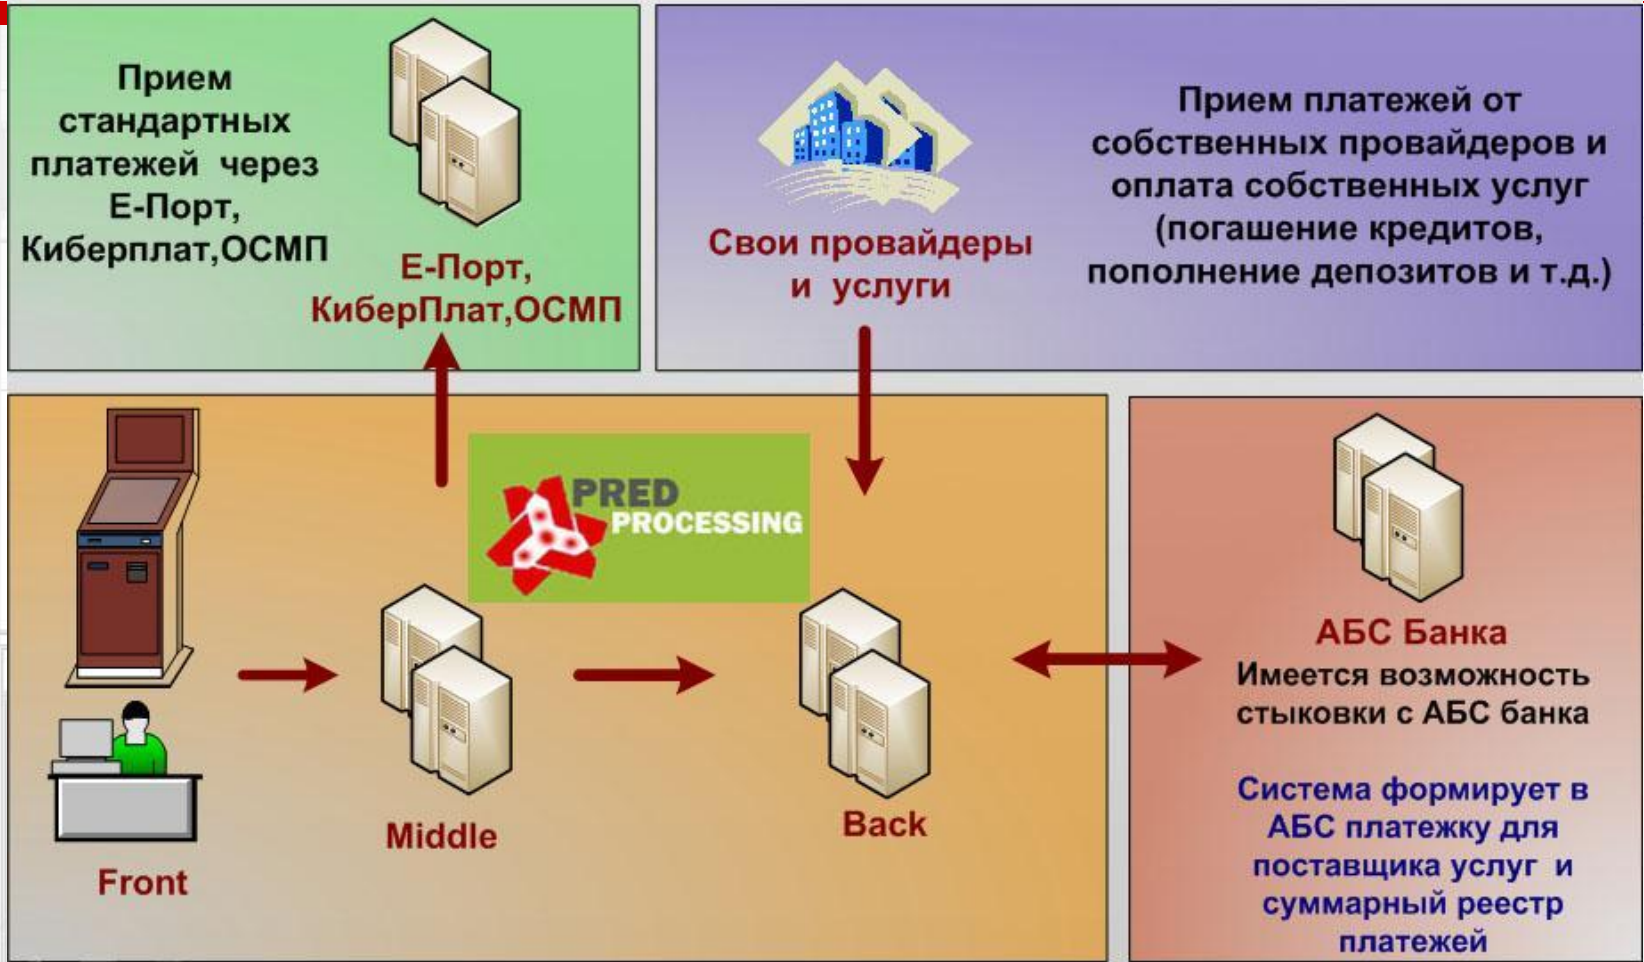 Прием
стандартных
платежей через
Е-Порт,
Киберплат,ОСМП
Е-Порт,
КиберПлат,ОСМП
Свои провайдеры
и услуги
Прием платежей от
собственных провайдеров и
оплата собственных услуг
(погашение кредитов,
пополнение депозитов и т.д.)
PRED
PROCESSING
Front
Middle
Back
АБС Банка
Имеется возможность
стыковки с АБС банка
Система формирует в
АБС платежку для
поставщика услуг и
суммарный реестр
платежей